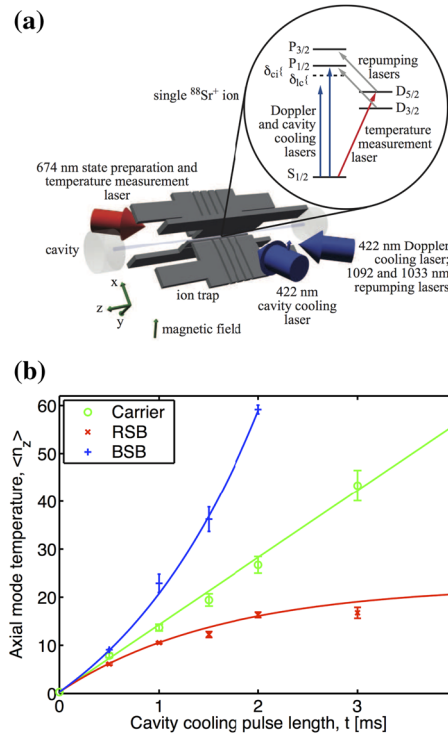 (a)
P3/2
P1/2
δci{
δlc{
repumping
lasers
D5/2
D3/2
single 88Sr+ ion
Doppler
and cavity
cooling
lasers
temperature
measurement
laser
S1/2
674 nm state preparation and
temperature measurement
laser
cavity
422 nm Doppler
cooling laser;
1092 and 1033 nm
repumping lasers
x
z
y
ion trap
422 nm
cavity cooling
laser
magnetic field
(b)
Axial mode temperature, <nz>
60
50
40
30
20
10
0
Carrier
RSB
BSB
0
1
2
3
Cavity cooling pulse length, t [ms]